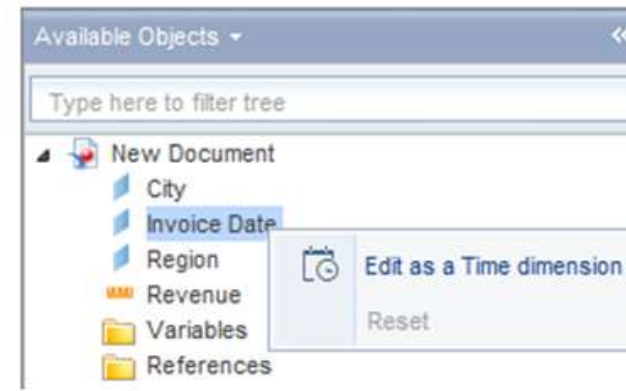 Available Objects
Type here to filter tree
New Document
City
Invoice Date
Region
Edit as a Time dimension
Revenue
Reset
Variables
References